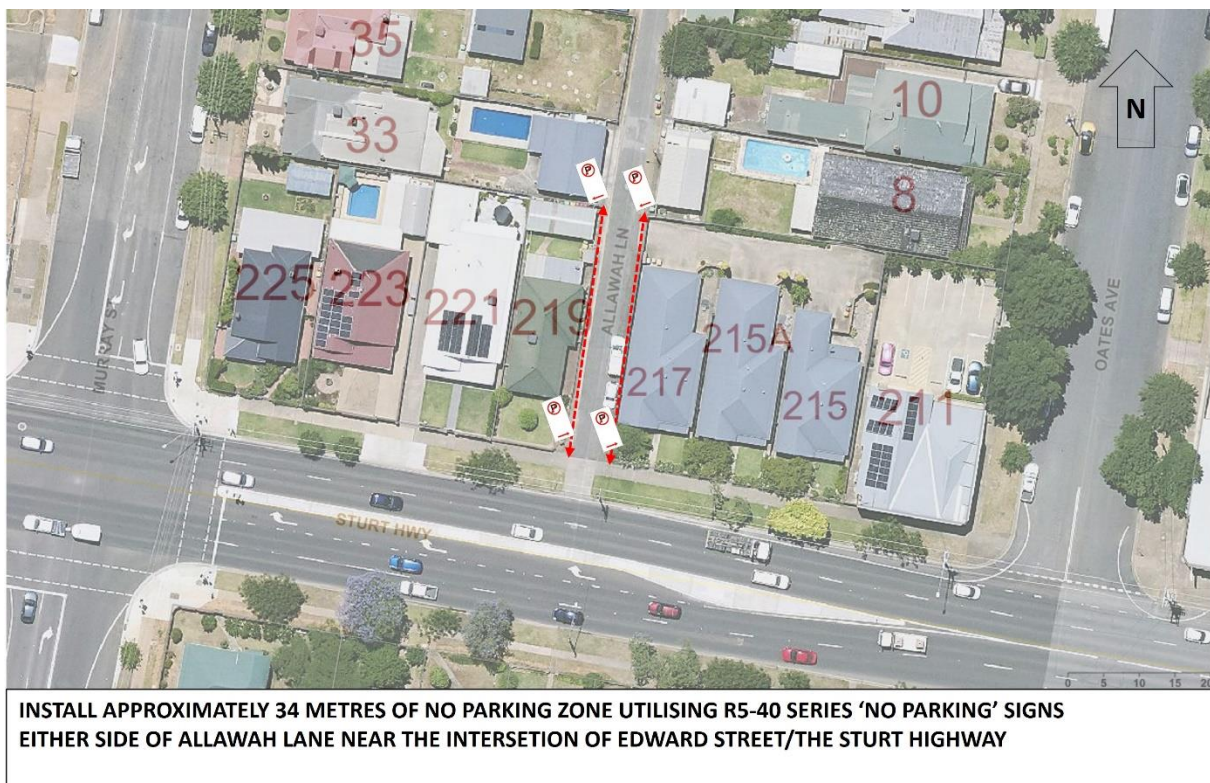 35
33
10
N
8
225
223
221
219
ALLAWAH LN
217
215A
215
211
MURRAY ST
OATES AVE
STURT HWY
0 5 10 15 20
P
P
P
P
INSTALL APPROXIMATELY 34 METRES OF NO PARKING ZONE UTILISING R5-40 SERIES ‘NO PARKING’ SIGNS
EITHER SIDE OF ALLAWAH LANE NEAR THE INTERSETION OF EDWARD STREET/THE STURT HIGHWAY